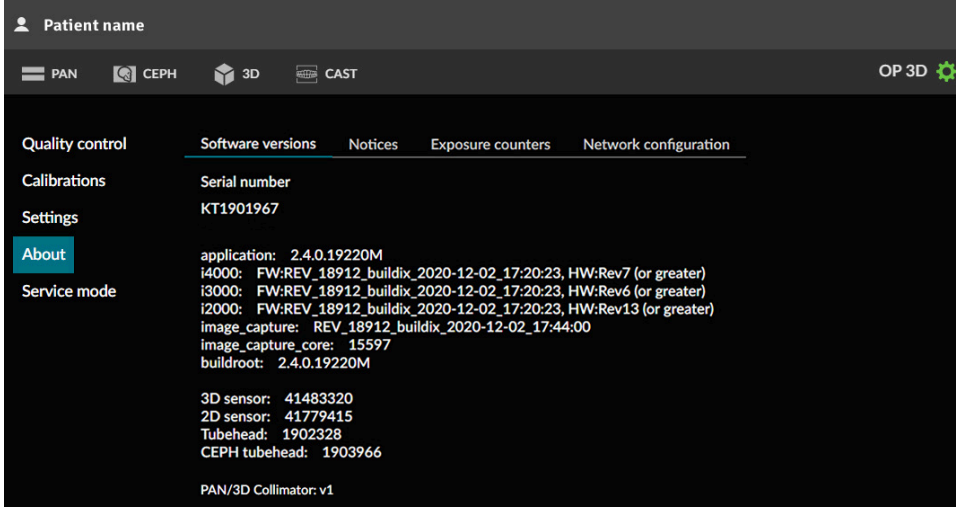 Patient name
PAN CEPH 3D CAST OP 3D
Quality control
Calibrations
Settings
About
Service mode
Software versions Notices Exposure counters Network configuration
Serial number
KT1901967
application: 2.4.0.19220M
i4000: FW:REV_18912_buildix_2020-12-02_17:20:23, HW:Rev7 (or greater)
i3000: FW:REV_18912_buildix_2020-12-02_17:20:23, HW:Rev6 (or greater)
i2000: FW:REV_18912_buildix_2020-12-02_17:20:23, HW:Rev13 (or greater)
image_capture: REV_18912_buildix_2020-12-02_17:44:00
image_capture_core: 15597
buildroot: 2.4.0.19220M
3D sensor: 41483320
2D sensor: 41779415
Tubehead: 1902328
CEPH tubehead: 1903966
PAN/3D Collimator: v1